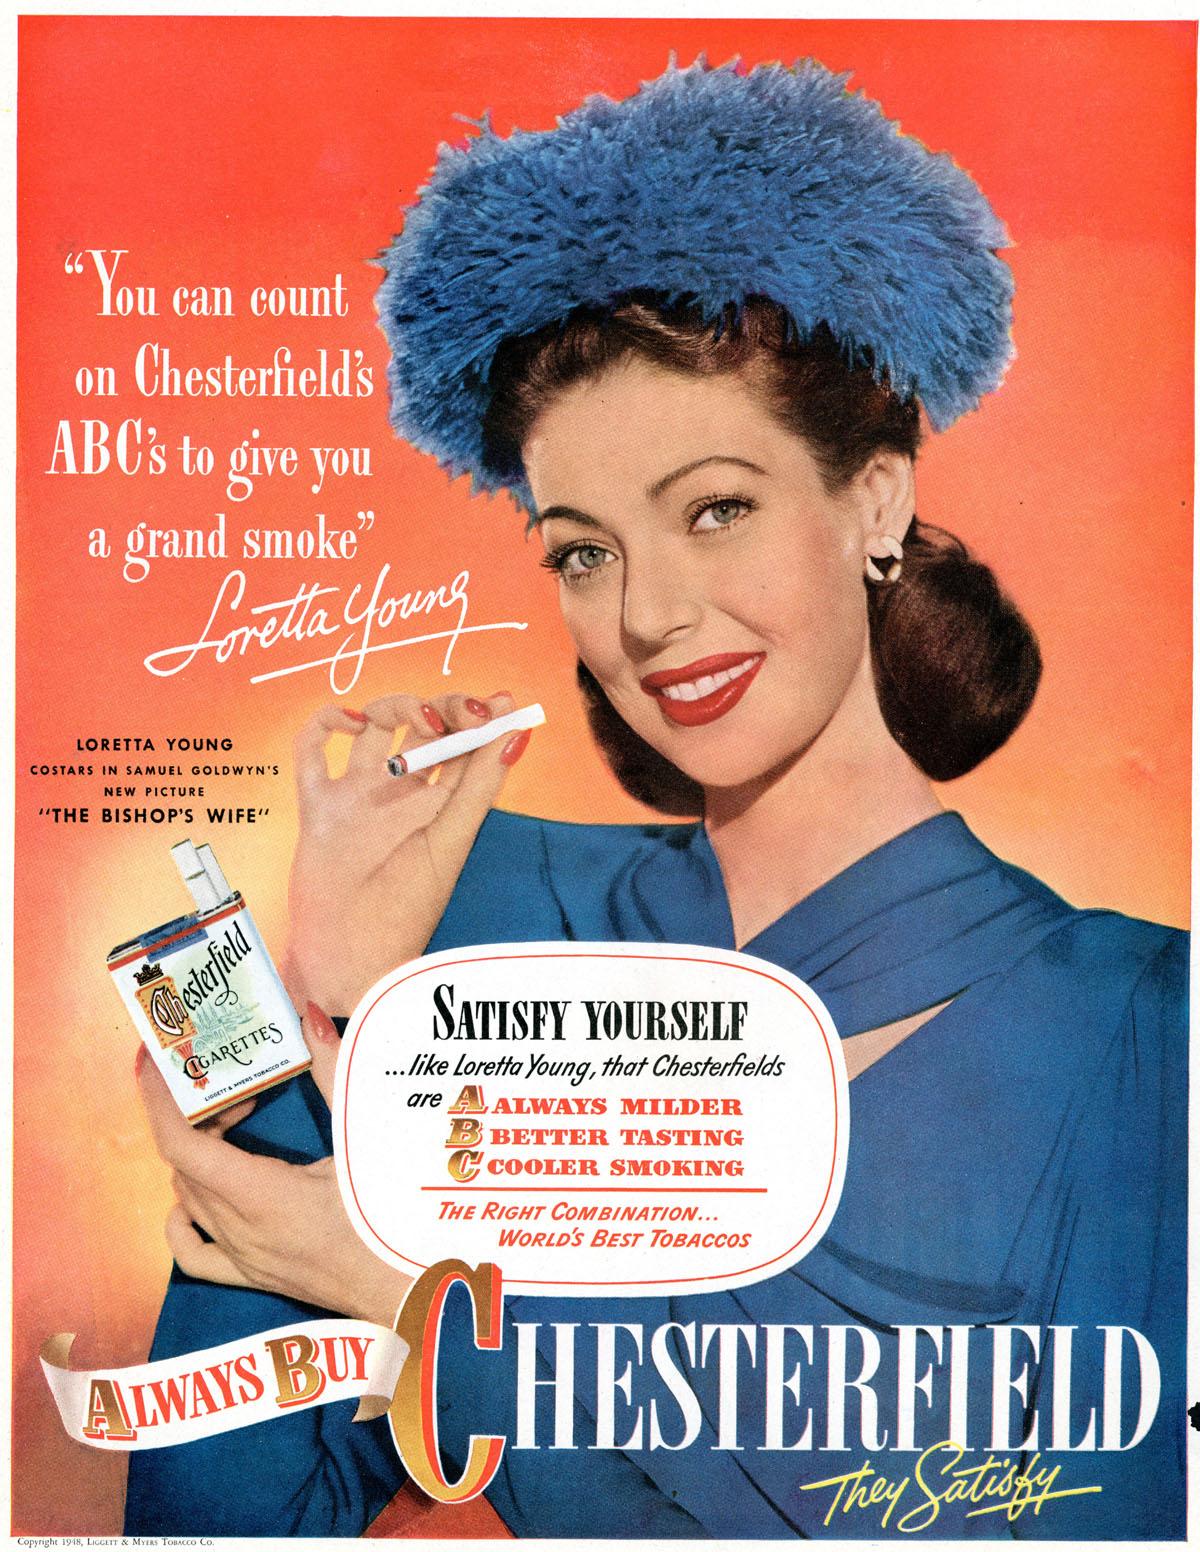 “You can count
on Chesterfield's
ABC's to give you
a grand smoke”
Loretta Young
LORETTA YOUNG
COSTARS IN SAMUEL GOLDWYN'S
NEW PICTURE
"THE BISHOP'S WIFE"
Chesterfield
CIGARETTES
LIGGETT & MYERS TOBACCO CO.
SATISFY YOURSELF
...like Loretta Young, that Chesterfields
are A ALWAYS MILDER
B BETTER TASTING
C COOLER SMOKING
THE RIGHT COMBINATION...
WORLD'S BEST TOBACCOS
ALWAYS BUY CHESTERFIELD
They Satisfy
Copyright 1948, LIGGETT & MYERS TOBACCO CO.